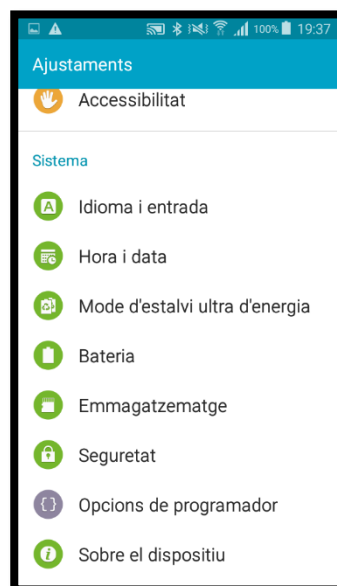 100% 19:37
Ajustaments
Accessibilitat
Sistema
Idioma i entrada
Hora i data
Mode d'estalvi ultra d'energia
Bateria
Emmagatzematge
Seguretat
Opcions de programador
Sobre el dispositiu